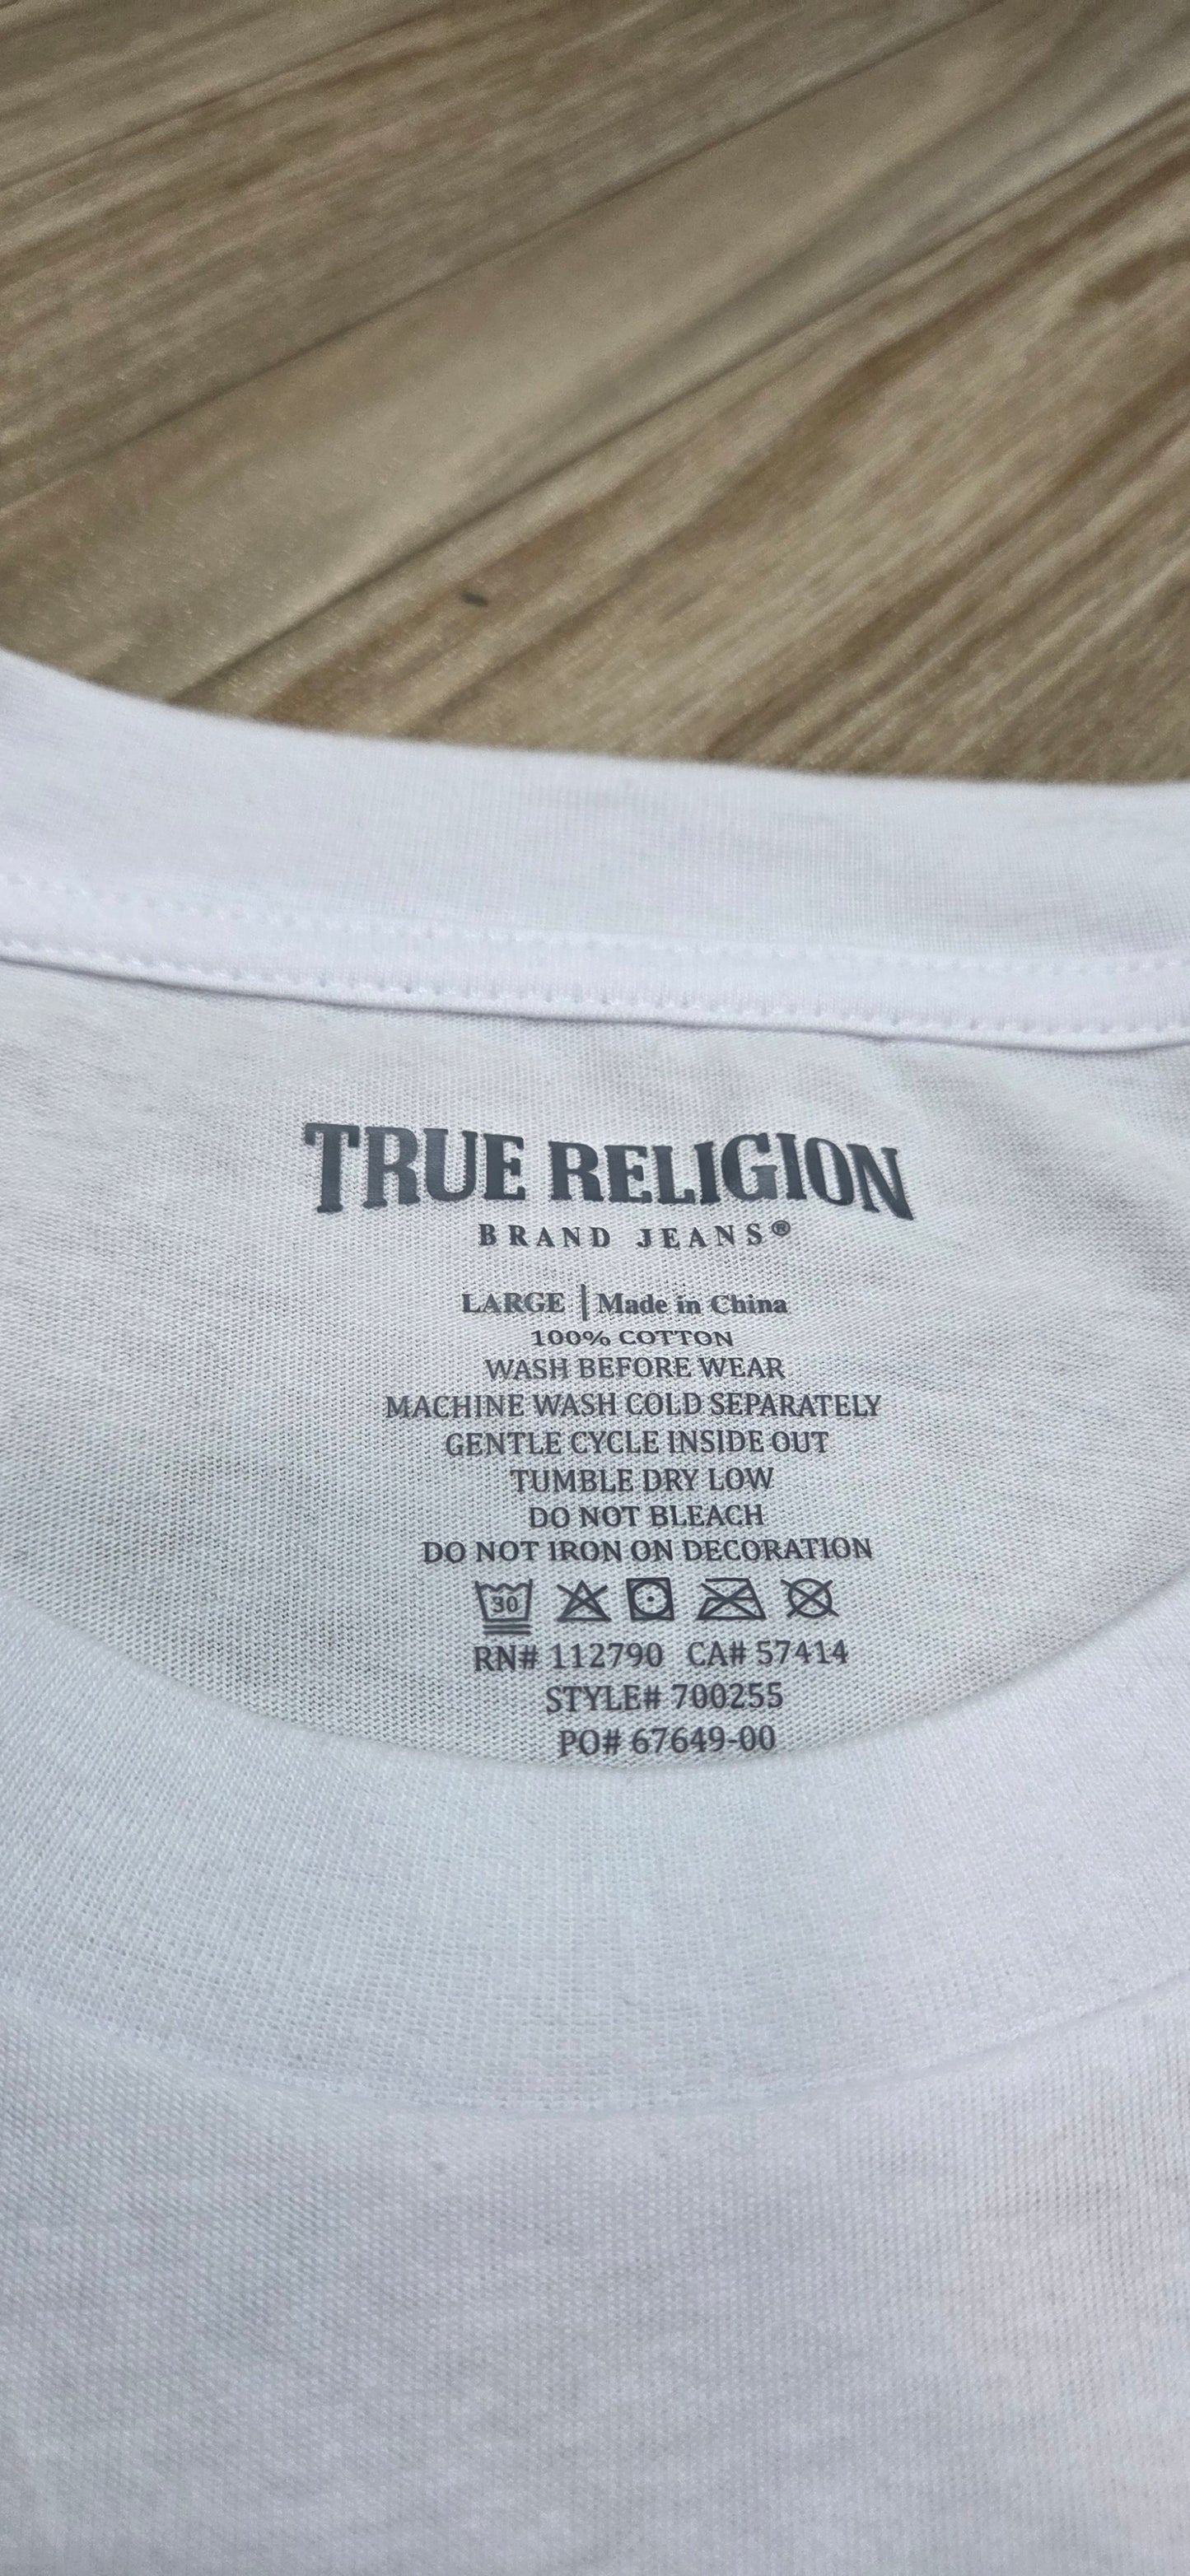 TRUE RELIGION
BRAND JEANS®
LARGE | Made in China
100% COTTON
WASH BEFORE WEAR
MACHINE WASH COLD SEPARATELY
GENTLE CYCLE INSIDE OUT
TUMBLE DRY LOW
DO NOT BLEACH
DO NOT IRON ON DECORATION
30
RN# 112790 CA# 57414
STYLE# 700255
PO# 67649-00